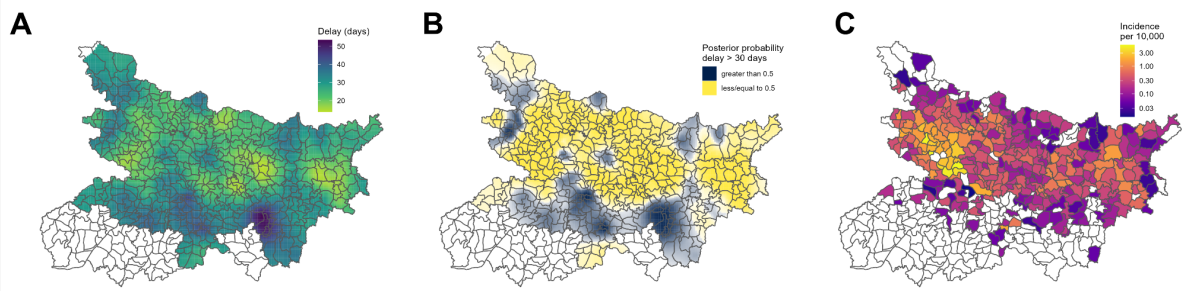 A
Delay (days)
50
40
30
20
B
Posterior probability
delay > 30 days
greater than 0.5
less/equal to 0.5
C
Incidence
per 10,000
3.00
1.00
0.30
0.10
0.03